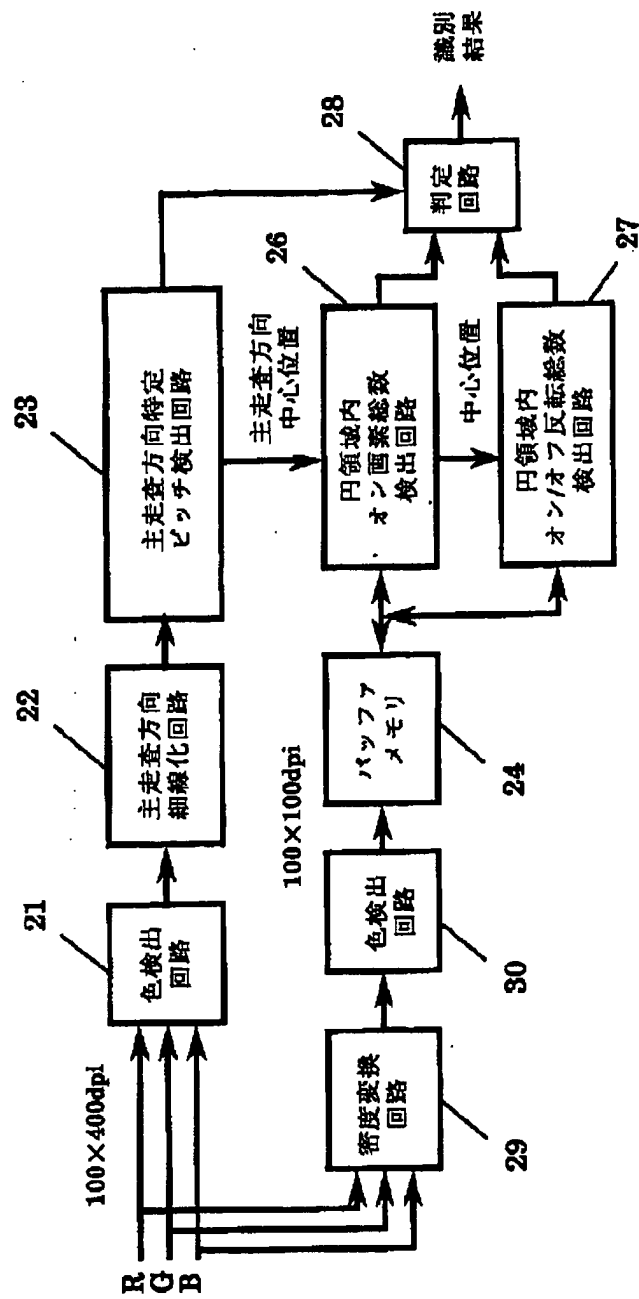 R
G
B
100×400dpi
21
色検出
回路
22
主走査方向
細線化回路
23
主走査方向特定
ピッチ検出回路
主走査方向
中心位置
29
密度変換
回路
30
色検出
回路
100×100dpi
24
バッファ
メモリ
26
円領域内
オン画素総数
検出回路
中心位置
27
円領域内
オン/オフ反転総数
検出回路
28
判定
回路
識別
結果